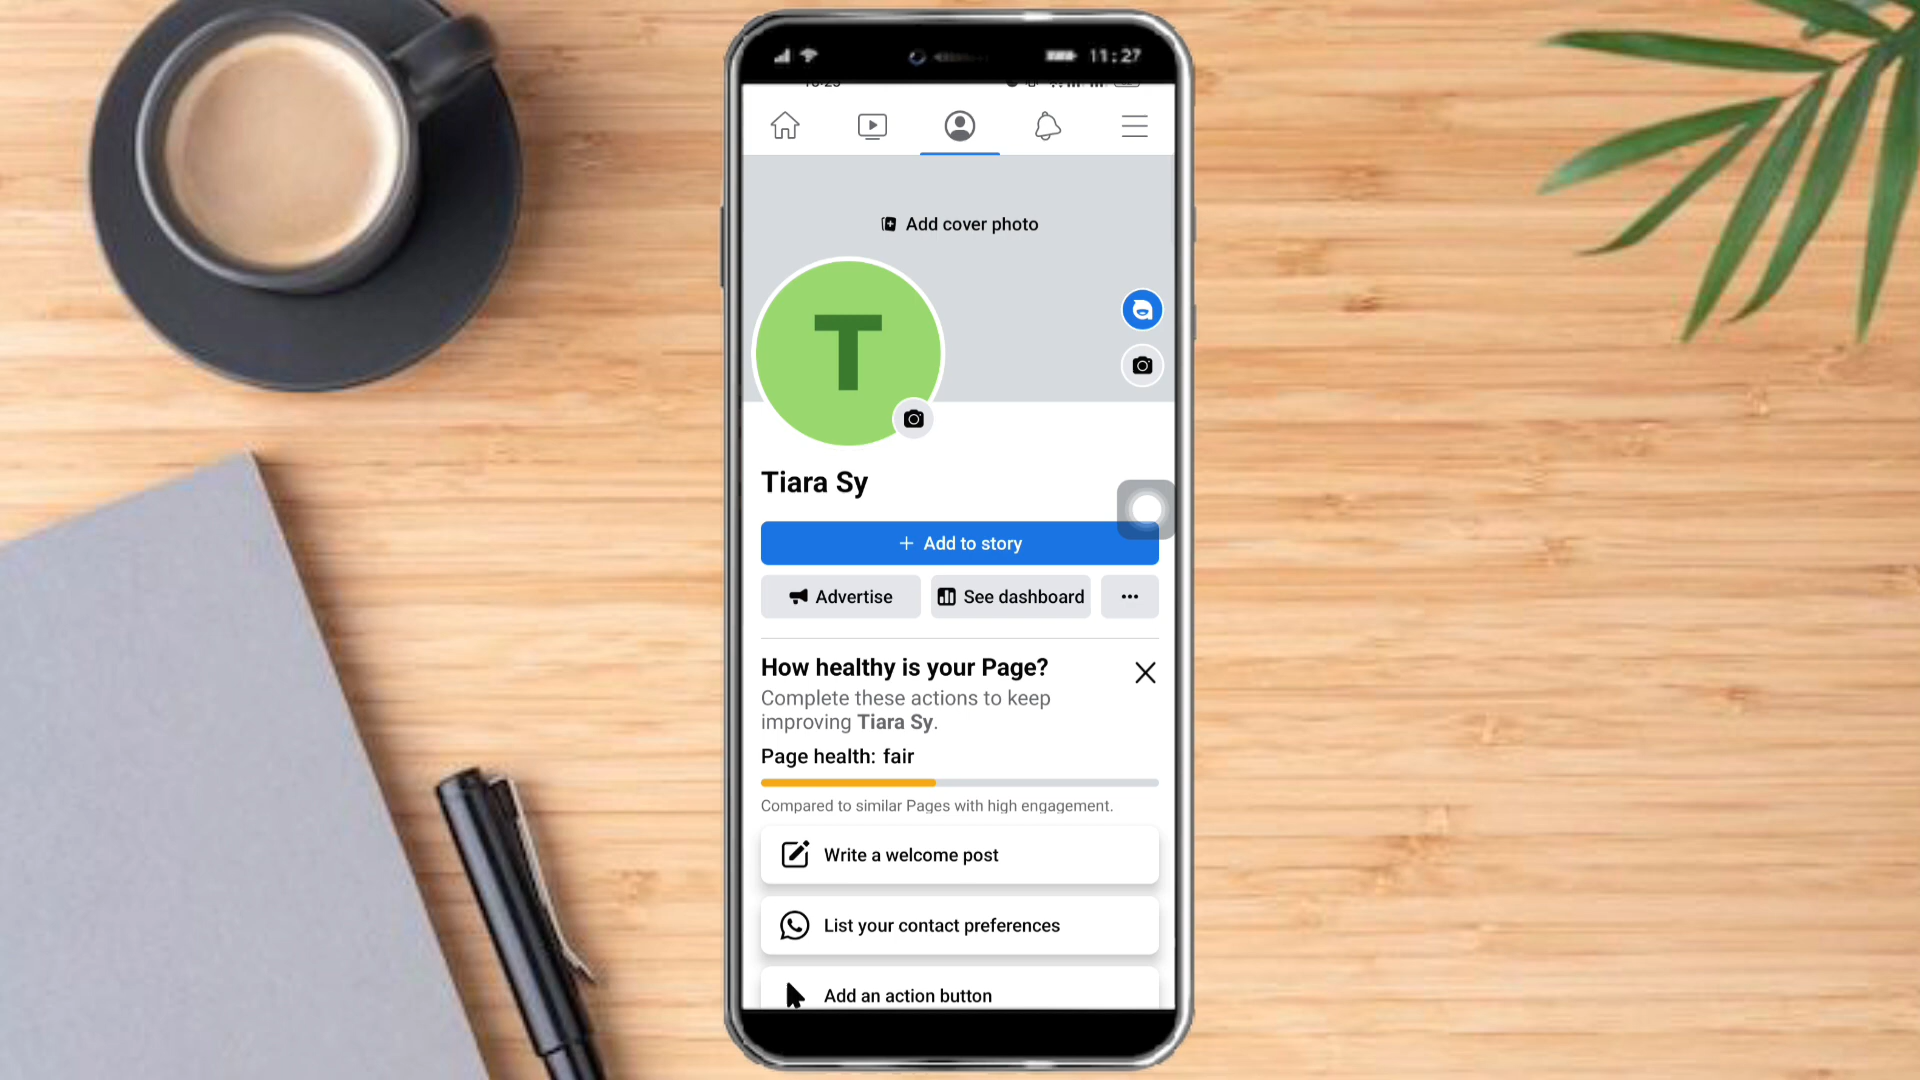 11:27
Add cover photo
T
Tiara Sy
+ Add to story
Advertise
See dashboard
How healthy is your Page?
Complete these actions to keep
improving Tiara Sy.
Page health: fair
Compared to similar Pages with high engagement.
Write a welcome post
List your contact preferences
Add an action button